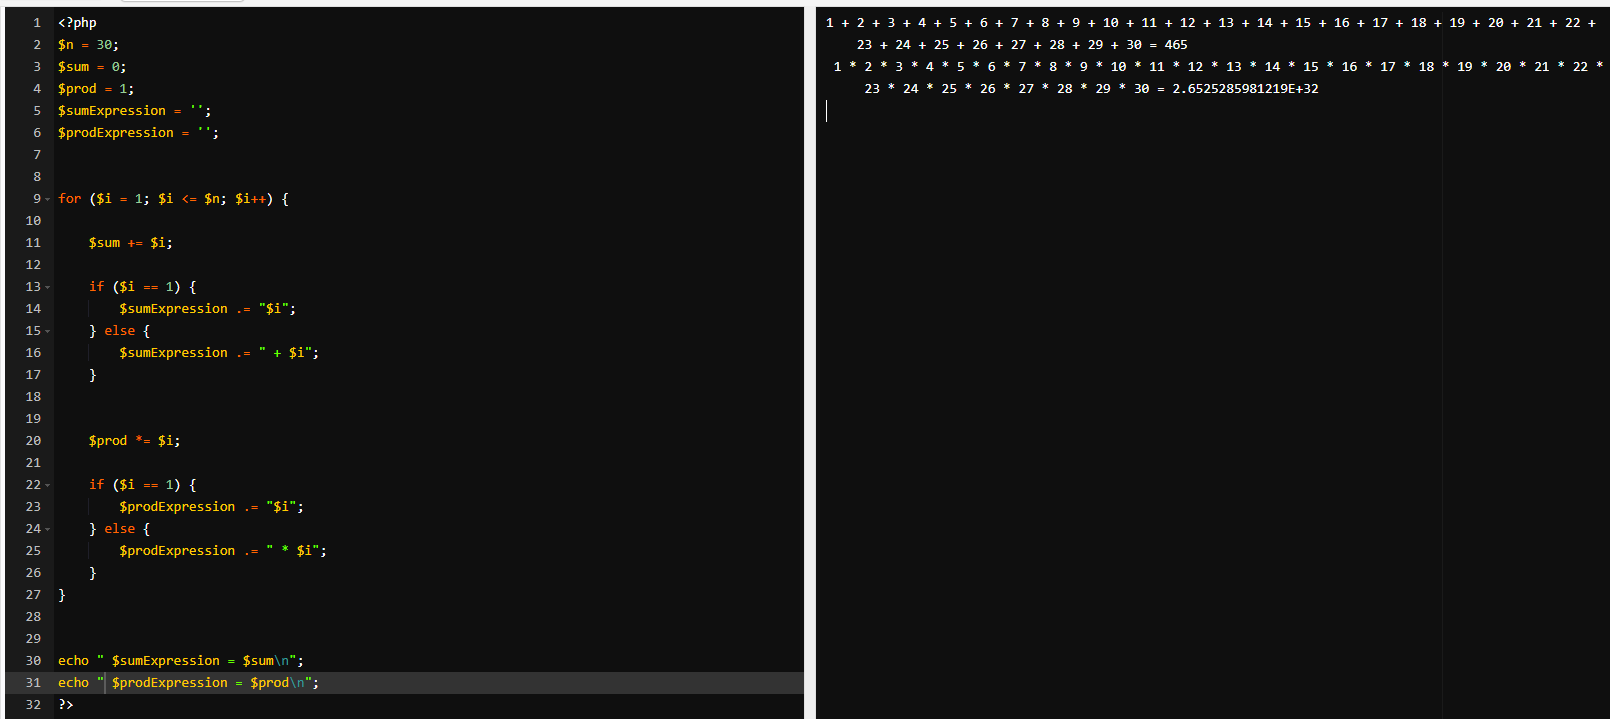 1 <?php
2 $n = 30;
3 $sum = 0;
4 $prod = 1;
5 $sumExpression = '';
6 $prodExpression = '';
7
8
9 for ($i = 1; $i <= $n; $i++) {
10
11     $sum += $i;
12
13     if ($i == 1) {
14         $sumExpression .= "$i";
15     } else {
16         $sumExpression .= " + $i";
17     }
18
19
20     $prod *= $i;
21
22     if ($i == 1) {
23         $prodExpression .= "$i";
24     } else {
25         $prodExpression .= " * $i";
26     }
27 }
28
29
30 echo " $sumExpression = $sum\n";
31 echo " $prodExpression = $prod\n";
32 ?>
1 + 2 + 3 + 4 + 5 + 6 + 7 + 8 + 9 + 10 + 11 + 12 + 13 + 14 + 15 + 16 + 17 + 18 + 19 + 20 + 21 + 22 +
    23 + 24 + 25 + 26 + 27 + 28 + 29 + 30 = 465
 1 * 2 * 3 * 4 * 5 * 6 * 7 * 8 * 9 * 10 * 11 * 12 * 13 * 14 * 15 * 16 * 17 * 18 * 19 * 20 * 21 * 22 *
     23 * 24 * 25 * 26 * 27 * 28 * 29 * 30 = 2.6525285981219E+32